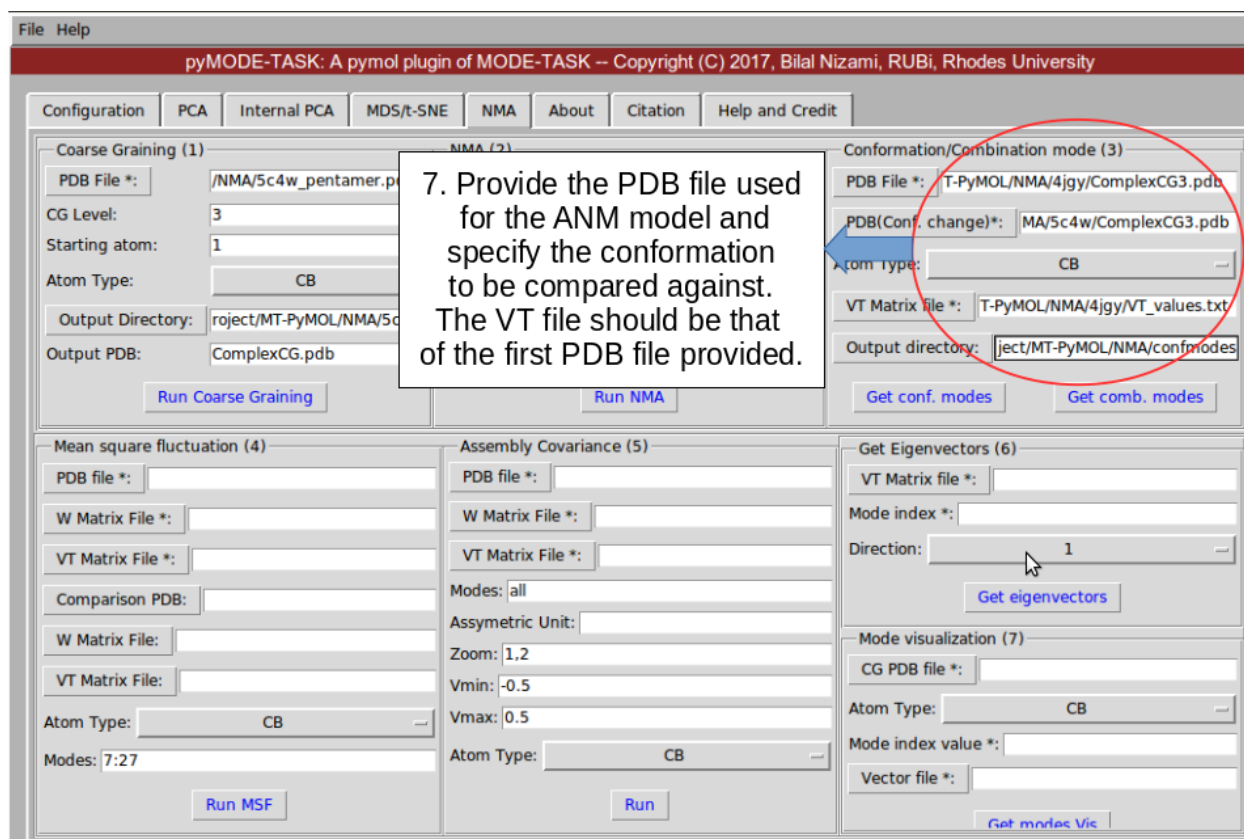 File Help
pyMODE-TASK: A pymol plugin of MODE-TASK -- Copyright (C) 2017, Bilal Nizami, RUBi, Rhodes University
Configuration PCA Internal PCA MDS/t-SNE NMA About Citation Help and Credit
Coarse Graining (1)
PDB File *: /NMA/5c4w_pentamer.p
CG Level: 3
Starting atom: 1
Atom Type: CB
Output Directory: roject/MT-PyMOL/NMA/5c
Output PDB: ComplexCG.pdb
Run Coarse Graining
NMA (2)
7. Provide the PDB file used
for the ANM model and
specify the conformation
to be compared against.
The VT file should be that
of the first PDB file provided.
Run NMA
Conformation/Combination mode (3)
PDB File *: T-PyMOL/NMA/4jgy/ComplexCG3.pdb
PDB(Conf. change)*: MA/5c4w/ComplexCG3.pdb
Atom Type: CB
VT Matrix file *: T-PyMOL/NMA/4jgy/VT_values.txt
Output directory: ject/MT-PyMOL/NMA/confmodes
Get conf. modes Get comb. modes
Mean square fluctuation (4)
PDB file *:
W Matrix File *:
VT Matrix File *:
Comparison PDB:
W Matrix File:
VT Matrix File:
Atom Type: CB
Modes: 7:27
Run MSF
Assembly Covariance (5)
PDB file *:
W Matrix File *:
VT Matrix File *:
Modes: all
Assymetric Unit:
Zoom: 1,2
Vmin: -0.5
Vmax: 0.5
Atom Type: CB
Run
Get Eigenvectors (6)
VT Matrix file *:
Mode index *:
Direction: 1
Get eigenvectors
Mode visualization (7)
CG PDB file *:
Atom Type: CB
Mode index value *:
Vector file *:
Get modes Vis